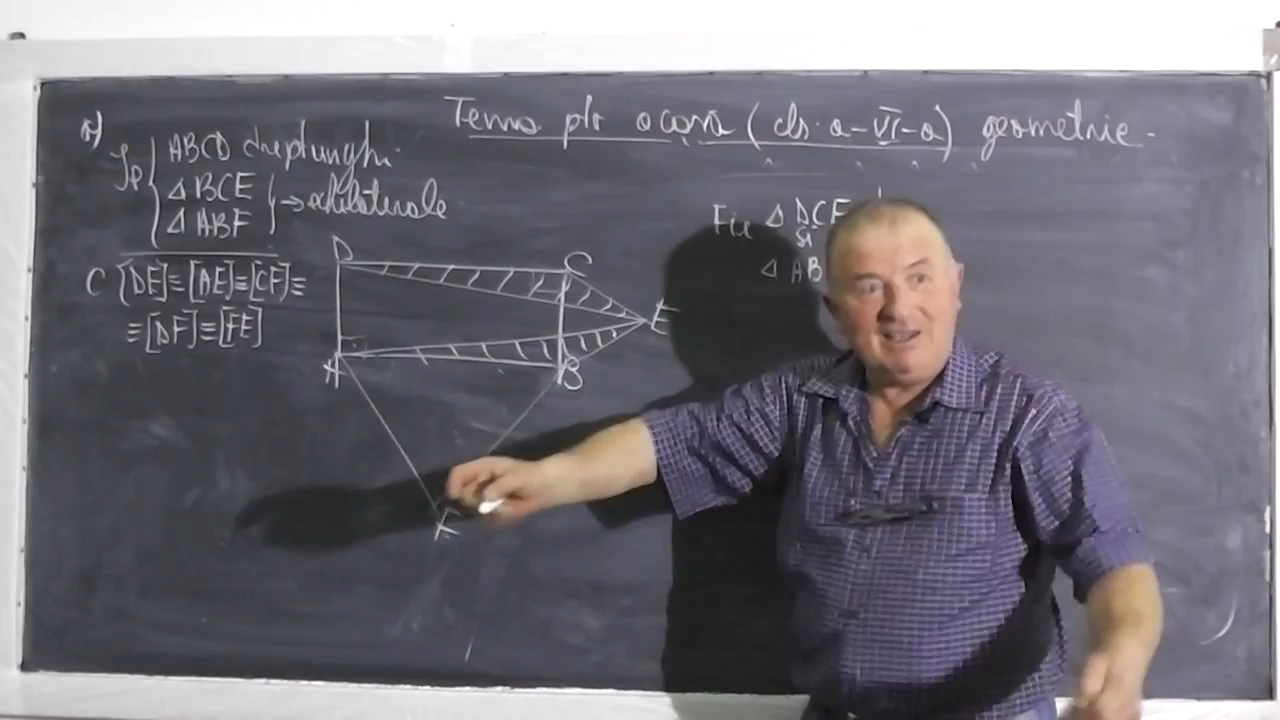 Tema ptr acasă (cls. a-VI-a) geometrie.
a)
Ip { ABCD dreptunghi
Δ BCE
Δ ABF } → echilaterale
C { [DE]≡[AE]≡[CF]≡
≡[DF]≡[FE]
Fie Δ DCE
și
Δ AB
D C
E
A B
F